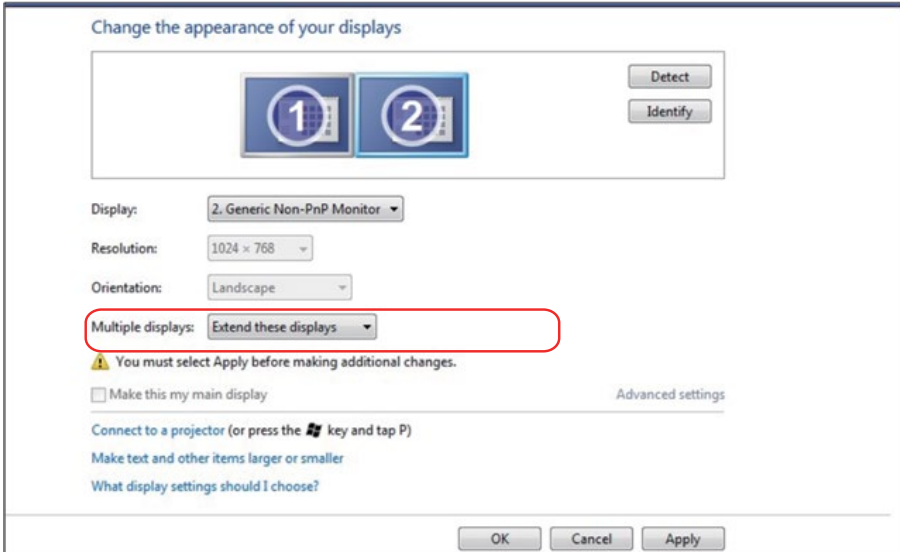 Change the appearance of your displays
1 2
Detect
Identify
Display: 2. Generic Non-PnP Monitor
Resolution: 1024 × 768
Orientation: Landscape
Multiple displays: Extend these displays
You must select Apply before making additional changes.
Make this my main display Advanced settings
Connect to a projector (or press the key and tap P)
Make text and other items larger or smaller
What display settings should I choose?
OK Cancel Apply